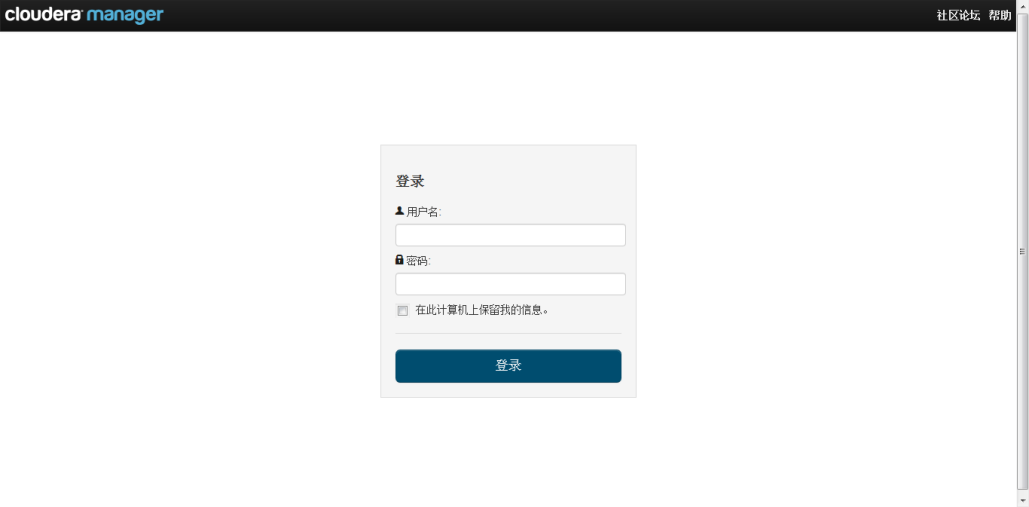 cloudera manager
社区论坛 帮助
登录
用户名:
密码:
在此计算机上保留我的信息。
登录